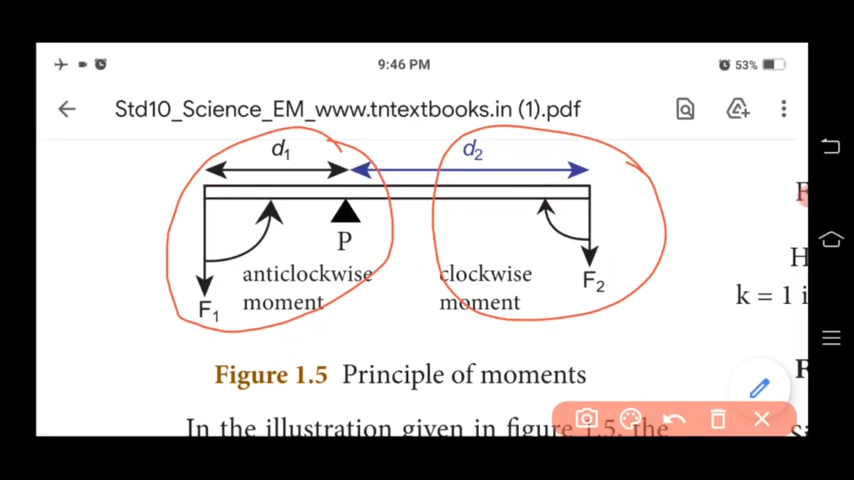 9:46 PM
53%
Std10_Science_EM_www.tntextbooks.in (1).pdf
d1
d2
P
anticlockwise
moment
clockwise
moment
F1
F2
H
k = 1 i
Figure 1.5 Principle of moments
In the illustration given in figure 1.5, the